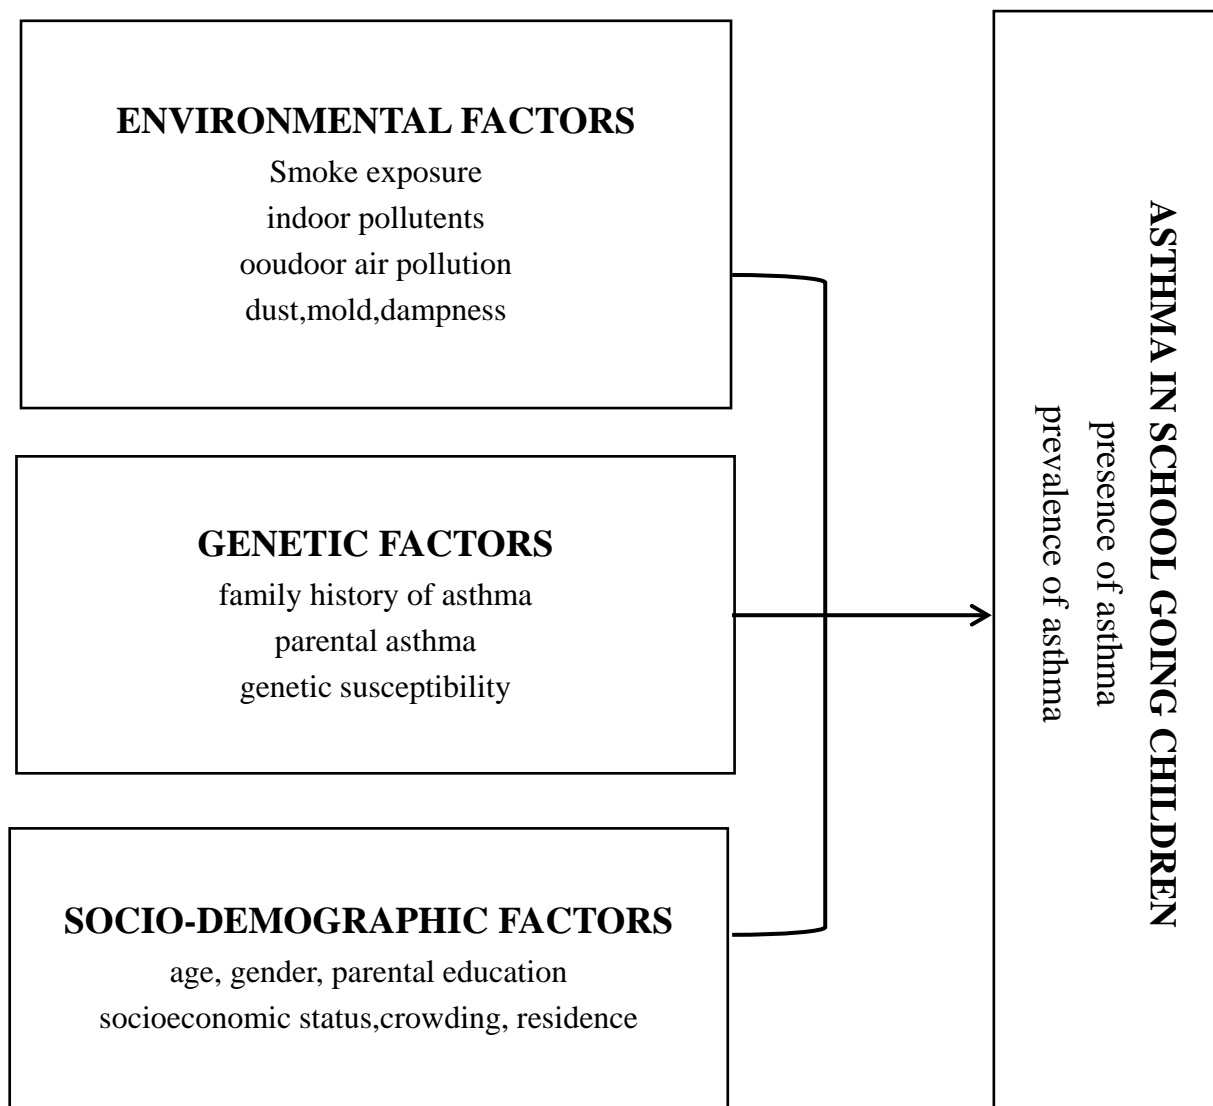 ENVIRONMENTAL FACTORS
Smoke exposure
indoor pollutents
ooudoor air pollution
dust,mold,dampness
GENETIC FACTORS
family history of asthma
parental asthma
genetic susceptibility
SOCIO-DEMOGRAPHIC FACTORS
age, gender, parental education
socioeconomic status,crowding, residence
ASTHMA IN SCHOOL GOING CHILDREN
presence of asthma
prevalence of asthma